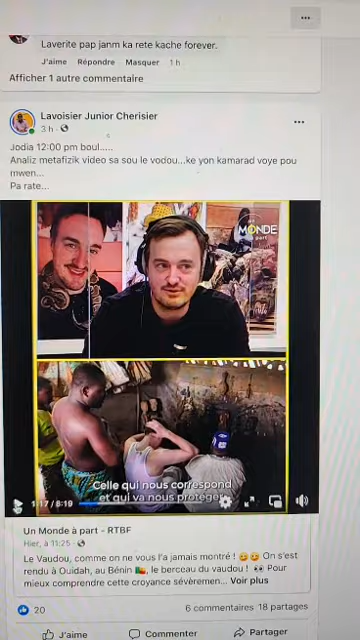 Laverite pap janm ka rete kache forever.
J'aime Répondre Masquer 1 h
Afficher 1 autre commentaire
Lavoisier Junior Cherisier
3 h ·
Jodia 12:00 pm boul.....
Analiz metafizik video sa sou le vodou...ke yon kamarad voye pou
mwen...
Pa rate...
MONDE
à part
Celle qui nous correspond
et qui va nous protéger
1:17 / 8:19
Un Monde à part - RTBF
Hier, à 11:25 ·
Le Vaudou, comme on ne vous l'a jamais montré ! 😏😏 On s'est
rendu à Ouidah, au Bénin 🇧🇯, le berceau du vaudou ! 👀 Pour
mieux comprendre cette croyance sévèremen... Voir plus
20
6 commentaires 18 partages
J'aime
Commenter
Partager